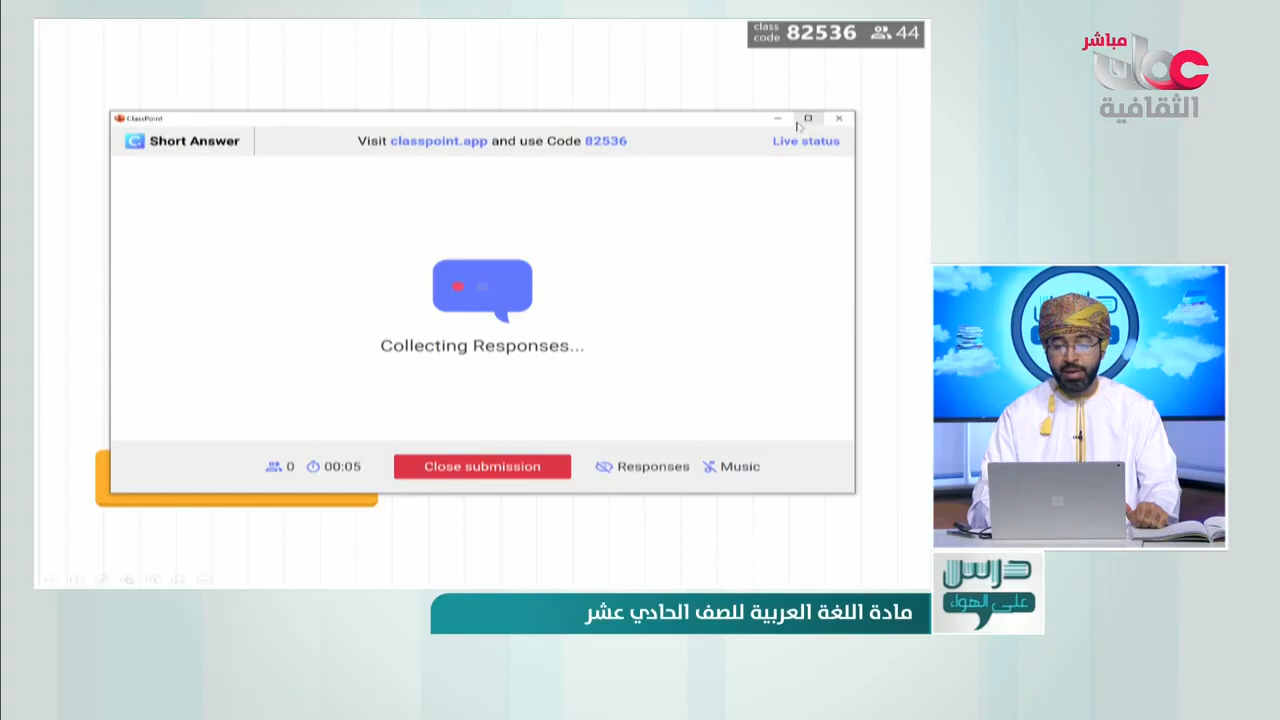 class code 82536 44
مباشر
عمان
الثقافية
ClassPoint
Short Answer
Visit classpoint.app and use Code 82536
Live status
Collecting Responses...
0 00:05 Close submission Responses Music
درس
على الهواء
مادة اللغة العربية للصف الحادي عشر